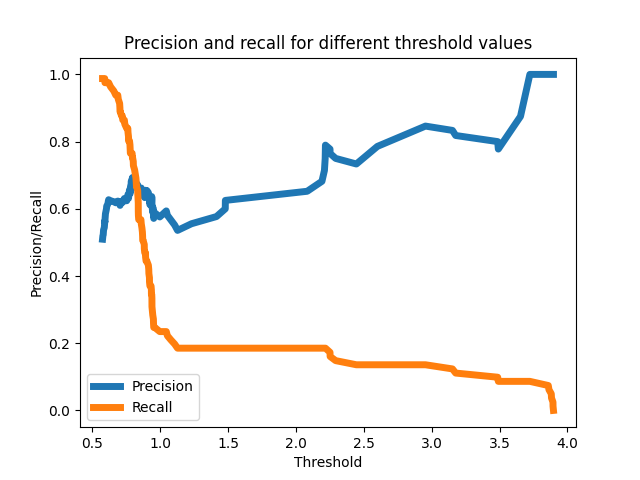 Precision and recall for different threshold values
Precision/Recall
1.0
0.8
0.6
0.4
0.2
0.0
Precision
Recall
0.5 1.0 1.5 2.0 2.5 3.0 3.5 4.0
Threshold